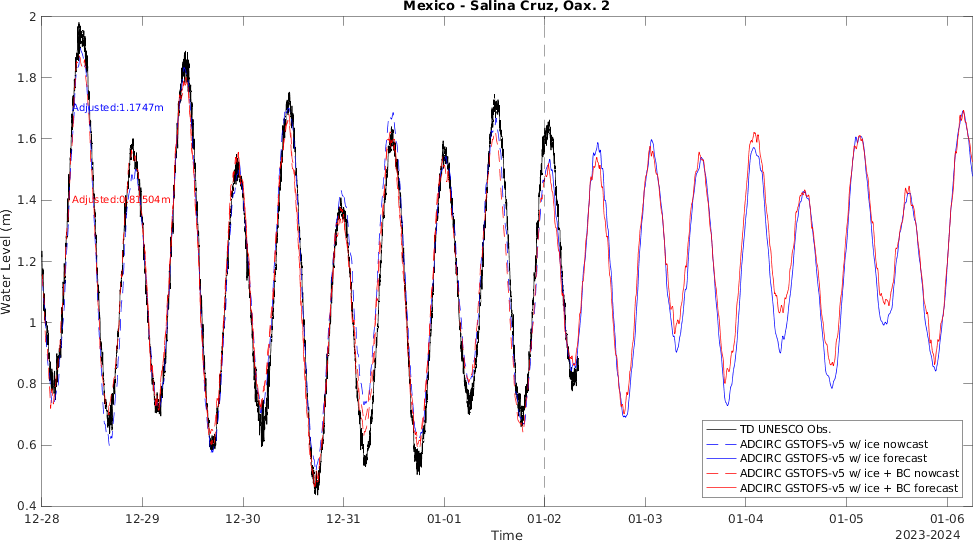 Mexico - Salina Cruz, Oax. 2
2
1.8
1.6
1.4
1.2
1
0.8
0.6
0.4
Water Level (m)
Adjusted:1.1747m
Adjusted:0.81504m
TD UNESCO Obs.
ADCIRC GSTOFS-v5 w/ ice nowcast
ADCIRC GSTOFS-v5 w/ ice forecast
ADCIRC GSTOFS-v5 w/ ice + BC nowcast
ADCIRC GSTOFS-v5 w/ ice + BC forecast
12-28 12-29 12-30 12-31 01-01 01-02 01-03 01-04 01-05 01-06
Time
2023-2024